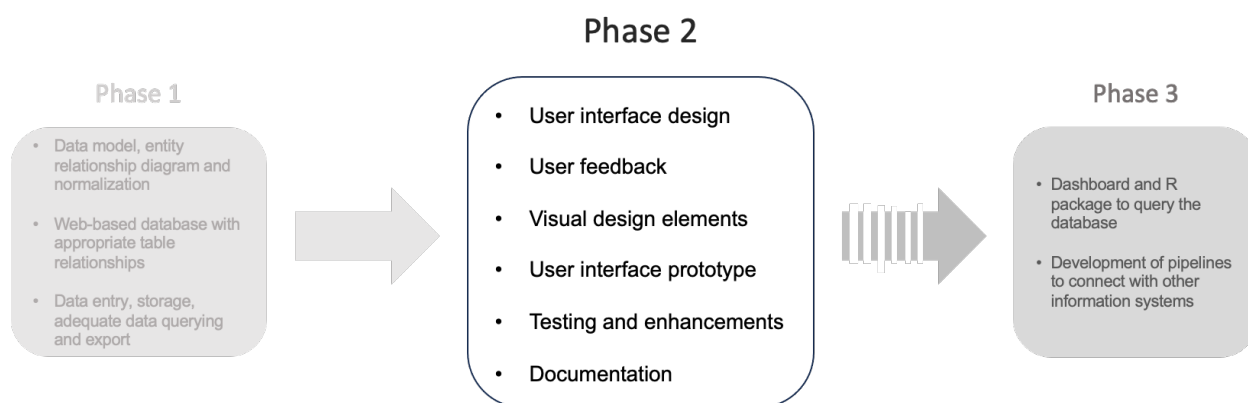 Phase 2
Phase 1
• Data model, entity
relationship diagram and
normalization
• Web-based database with
appropriate table
relationships
• Data entry, storage,
adequate data querying
and export
• User interface design
• User feedback
• Visual design elements
• User interface prototype
• Testing and enhancements
• Documentation
Phase 3
• Dashboard and R
package to query the
database
• Development of pipelines
to connect with other
information systems